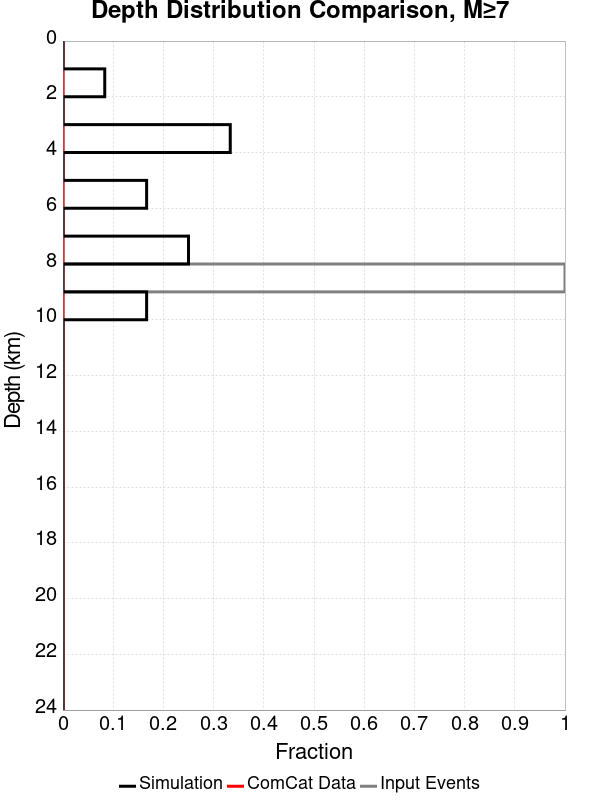 Depth Distribution Comparison, M≥7
0
2
4
6
8
10
12
14
16
18
20
22
24
Depth (km)
0 0.1 0.2 0.3 0.4 0.5 0.6 0.7 0.8 0.9 1
Fraction
Simulation ComCat Data Input Events